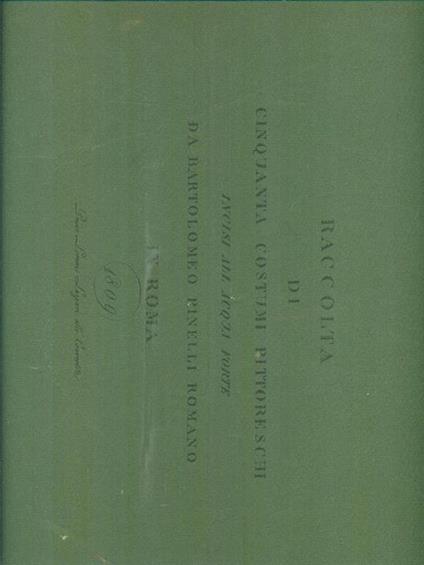 RACCOLTA
DI
CINQUANTA COSTUMI PITTORESCHI
INCISI ALL'ACQUA FORTE
DA BARTOLOMEO PINELLI ROMANO
IN ROMA
1809